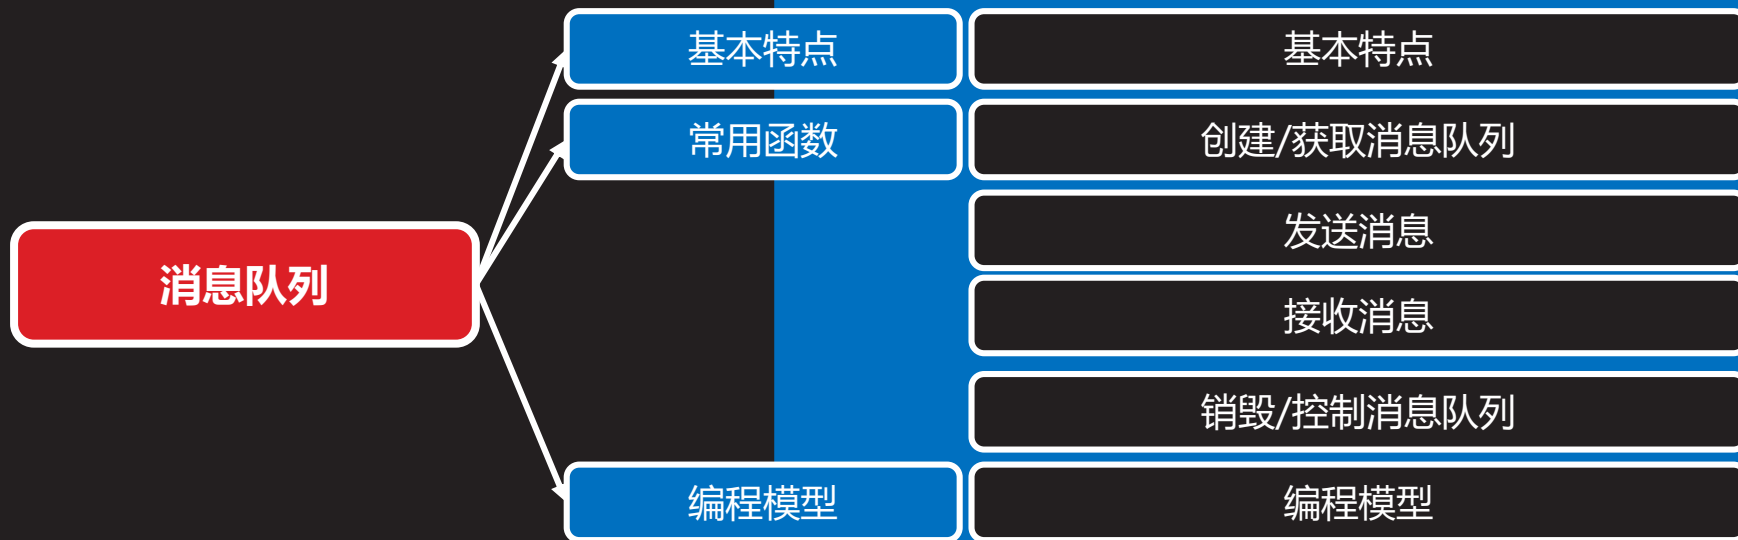 消息队列
基本特点
基本特点
常用函数
创建/获取消息队列
发送消息
接收消息
销毁/控制消息队列
编程模型
编程模型